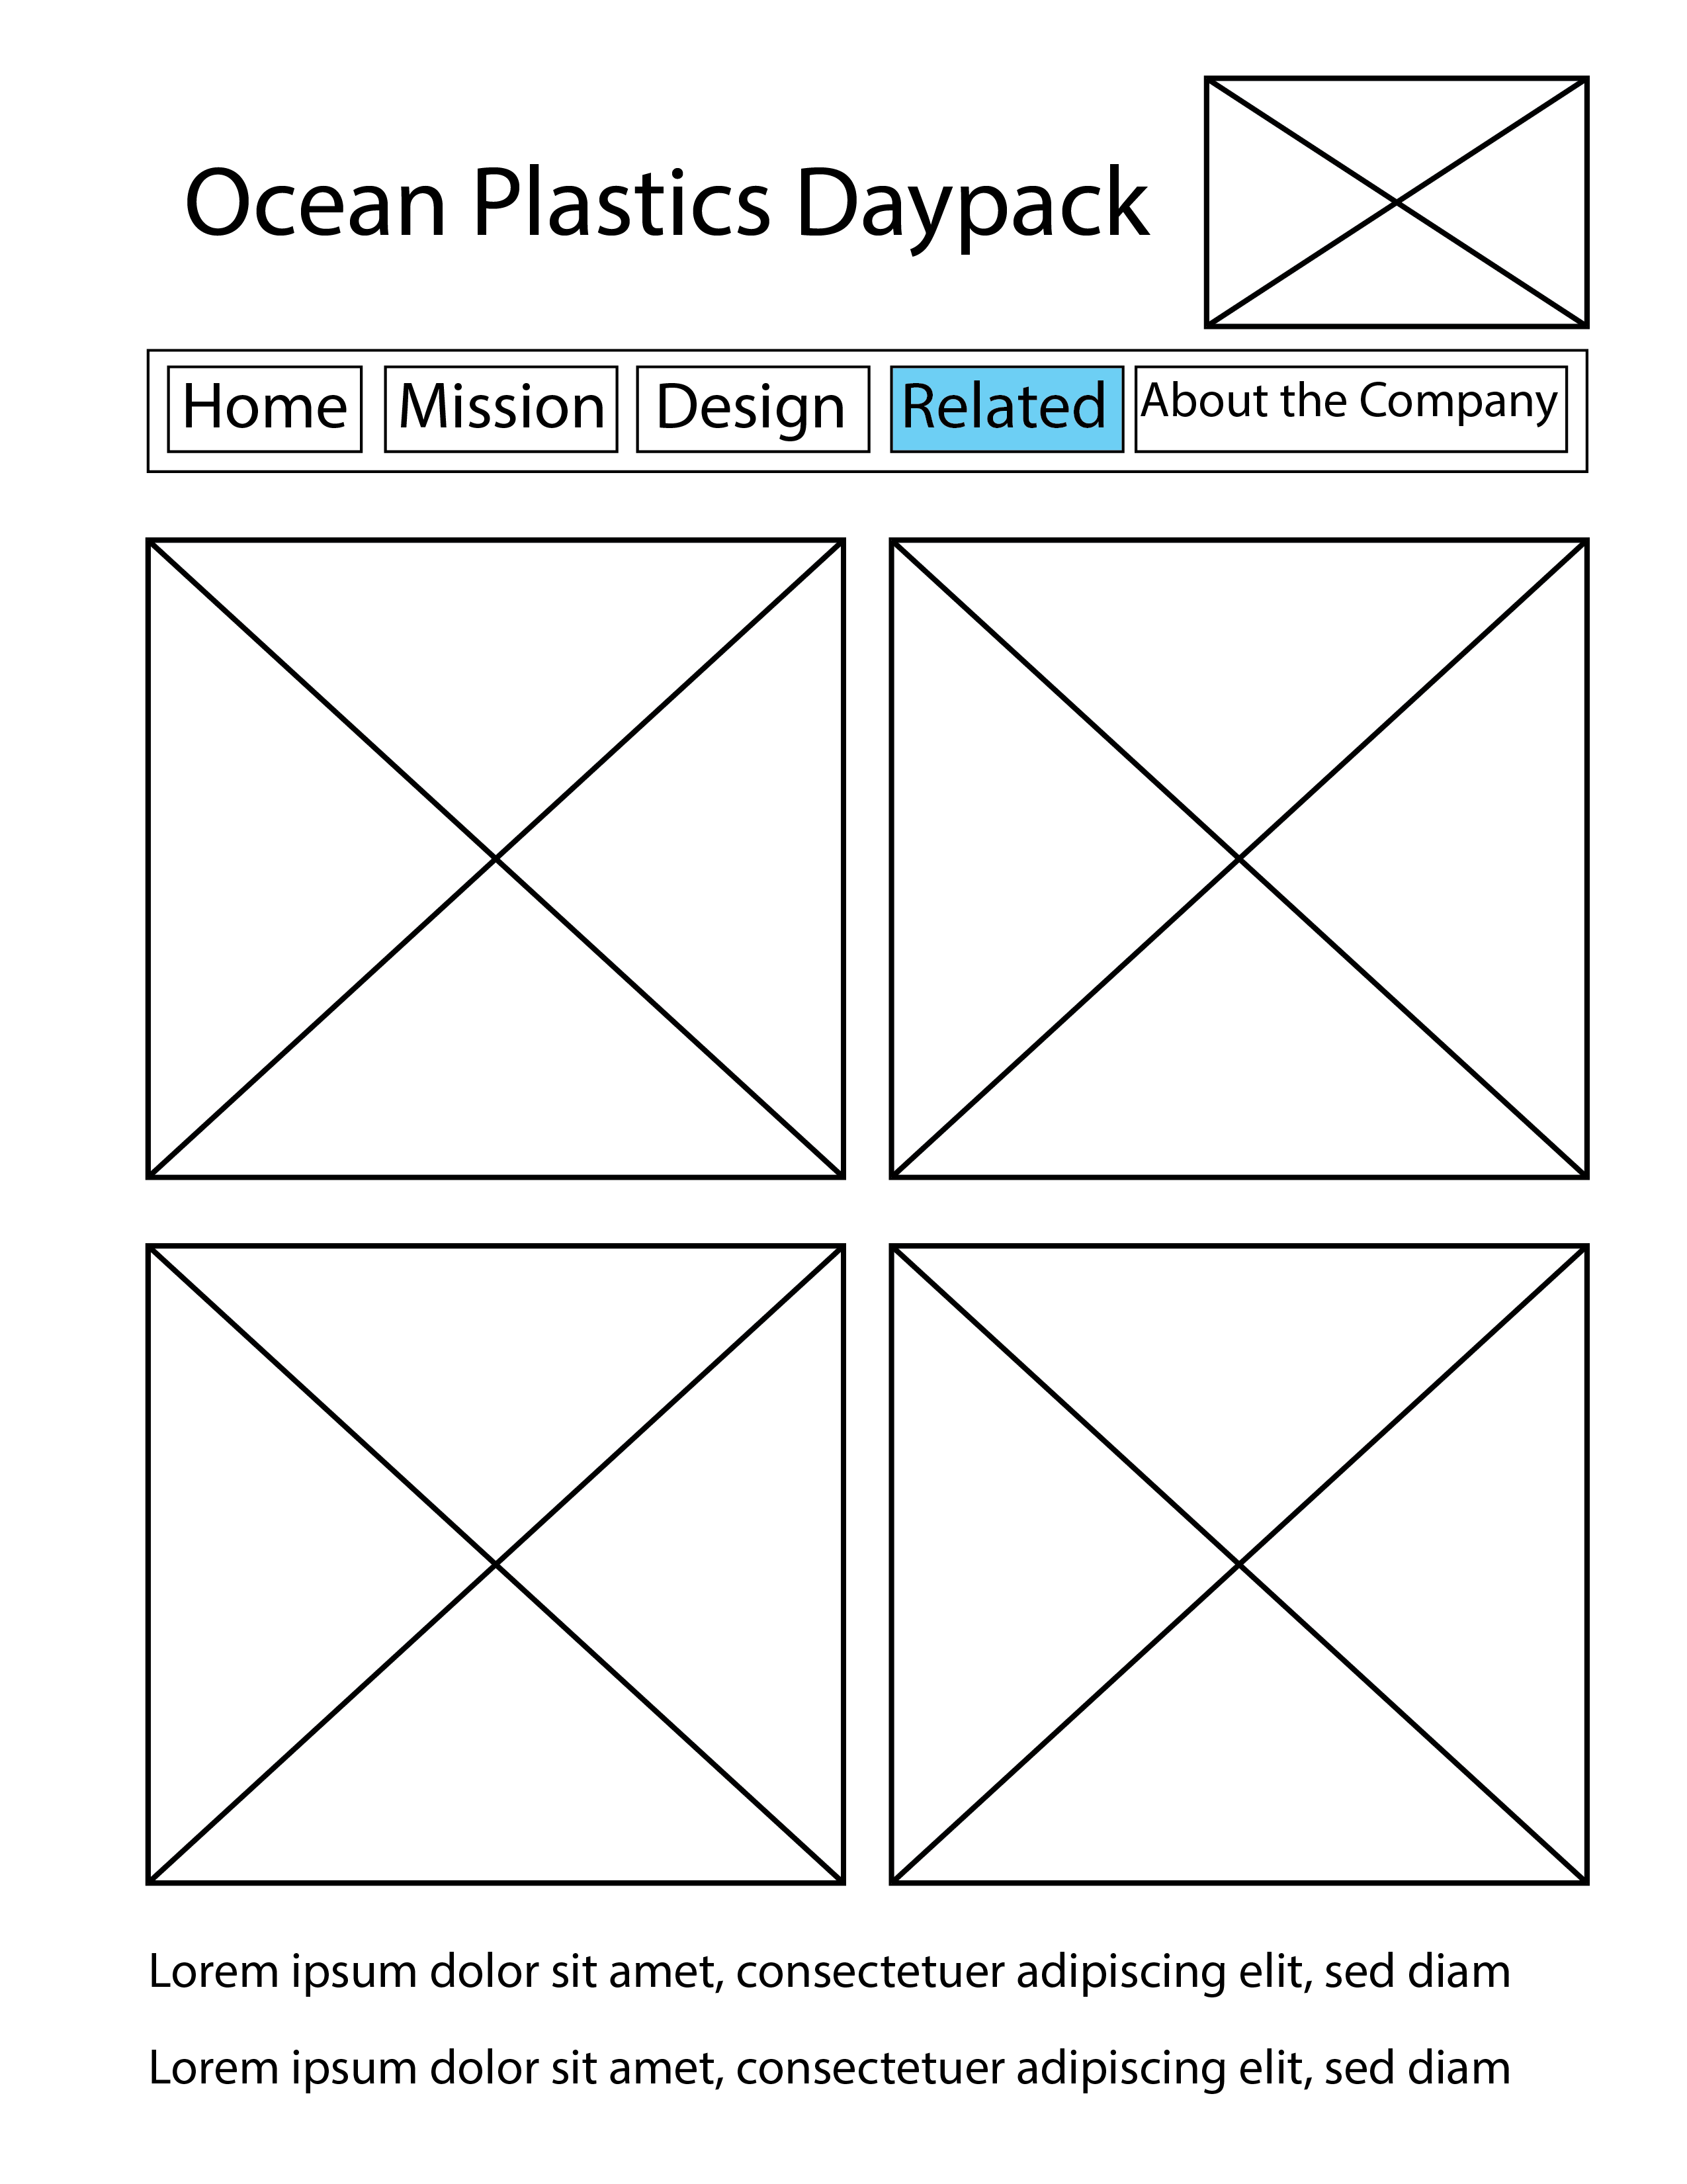 Ocean Plastics Daypack
Home Mission Design Related About the Company
Lorem ipsum dolor sit amet, consectetuer adipiscing elit, sed diam
Lorem ipsum dolor sit amet, consectetuer adipiscing elit, sed diam